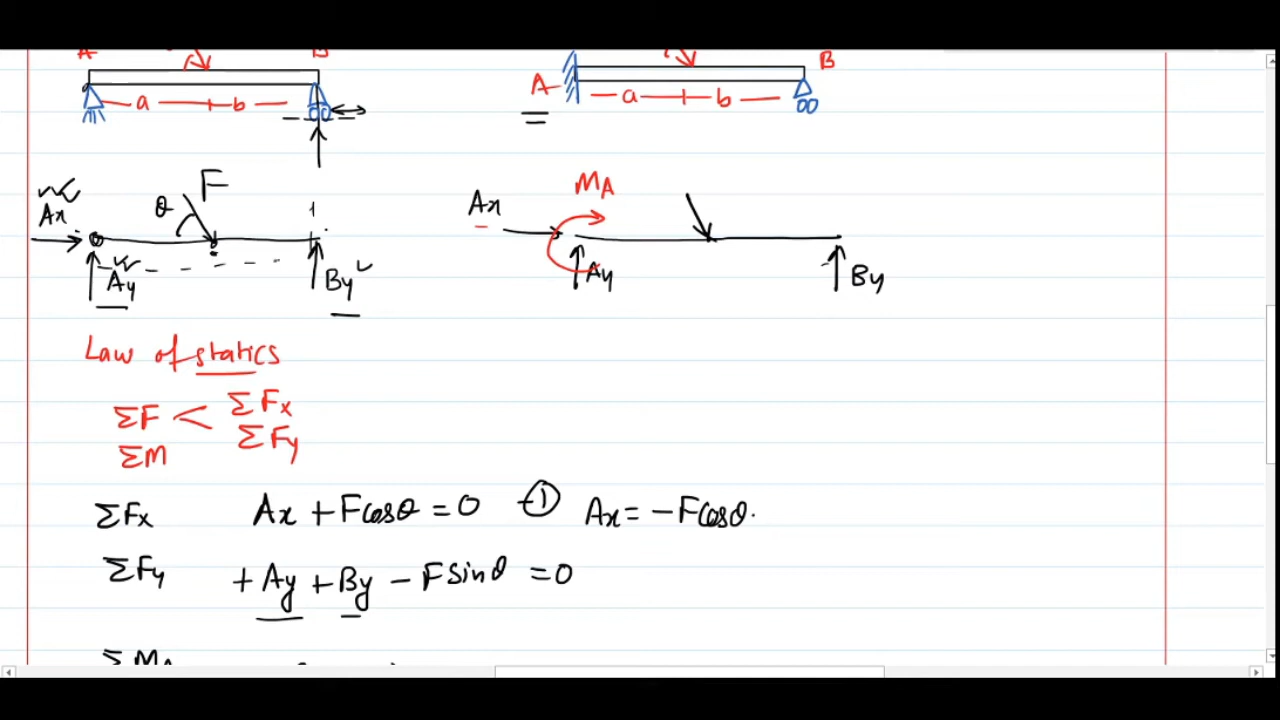 A B
a b
A B
a b
=
F
θ
Ax
Ay By
MA
Ax
Ay By
Law of statics
ΣF < ΣFx
ΣFy
ΣM
ΣFx Ax + Fcosθ = 0 -① Ax = -Fcosθ.
ΣFy + Ay + By - Fsinθ = 0
ΣMA